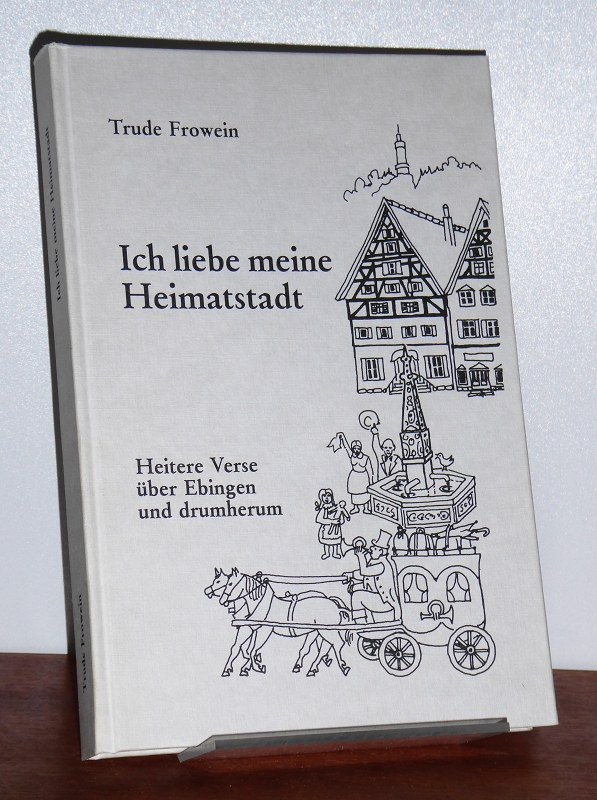 Trude Frowein
Ich liebe meine
Heimatstadt
Heitere Verse
über Ebingen
und drumherum
Ich liebe meine Heimatstadt
Trude Frowein